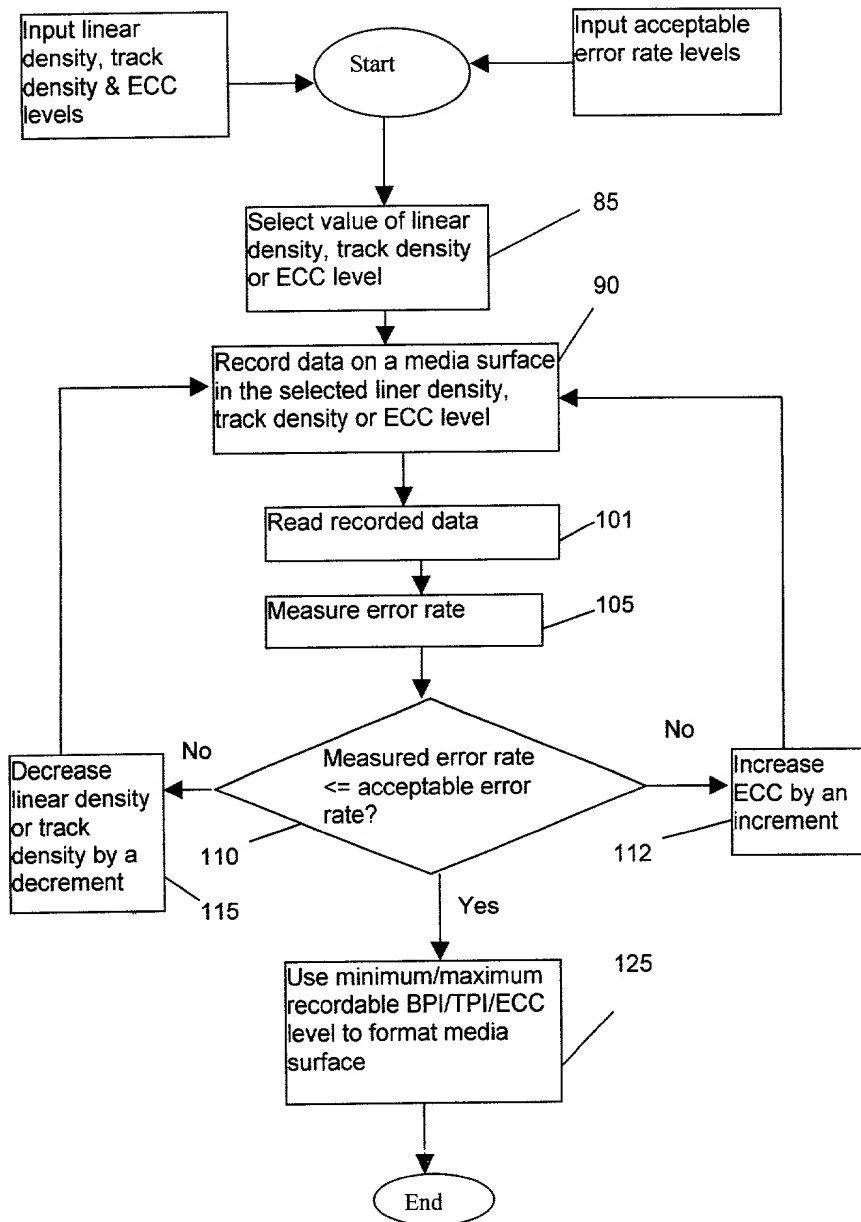 Input linear
density, track
density & ECC
levels
Start
Input acceptable
error rate levels
Select value of linear
density, track density
or ECC level
85
90
Record data on a media surface
in the selected liner density,
track density or ECC level
Read recorded data
101
Measure error rate
105
No
Measured error rate
<= acceptable error
rate?
No
Decrease
linear density
or track
density by a
decrement
Increase
ECC by an
increment
110
112
115
Yes
Use minimum/maximum
recordable BPI/TPI/ECC
level to format media
surface
125
End